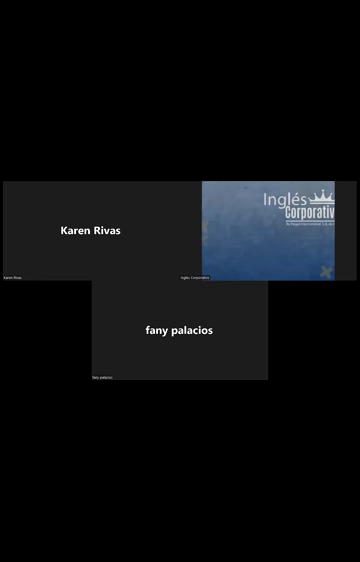 Karen Rivas
Karen Rivas
Inglés
Corporativ
Inglés Corporativo
fany palacios
fany palacios